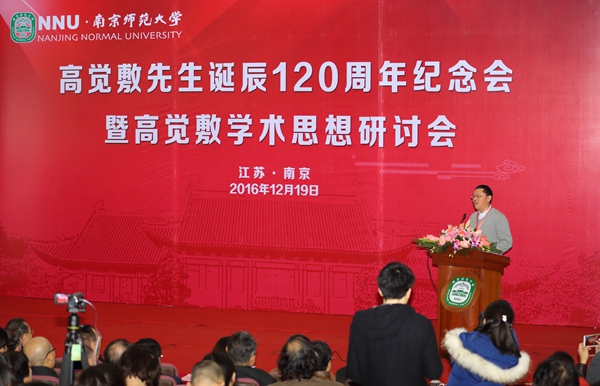 NNU·南京师范大学
NANJING NORMAL UNIVERSITY
高觉敷先生诞辰120周年纪念会
暨高觉敷学术思想研讨会
江苏·南京
2016年12月19日
NNU